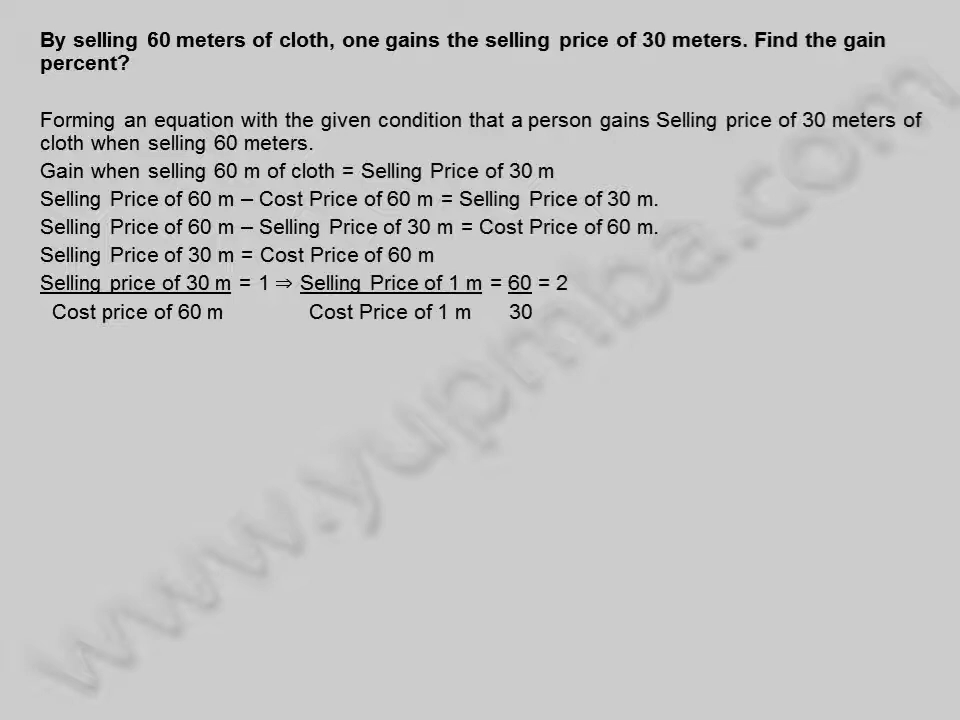 By selling 60 meters of cloth, one gains the selling price of 30 meters. Find the gain
percent?
Forming an equation with the given condition that a person gains Selling price of 30 meters of
cloth when selling 60 meters.
Gain when selling 60 m of cloth = Selling Price of 30 m
Selling Price of 60 m – Cost Price of 60 m = Selling Price of 30 m.
Selling Price of 60 m – Selling Price of 30 m = Cost Price of 60 m.
Selling Price of 30 m = Cost Price of 60 m
Selling price of 30 m = 1 ⇒ Selling Price of 1 m = 60 = 2
Cost price of 60 m Cost Price of 1 m 30
www.yupmba.com